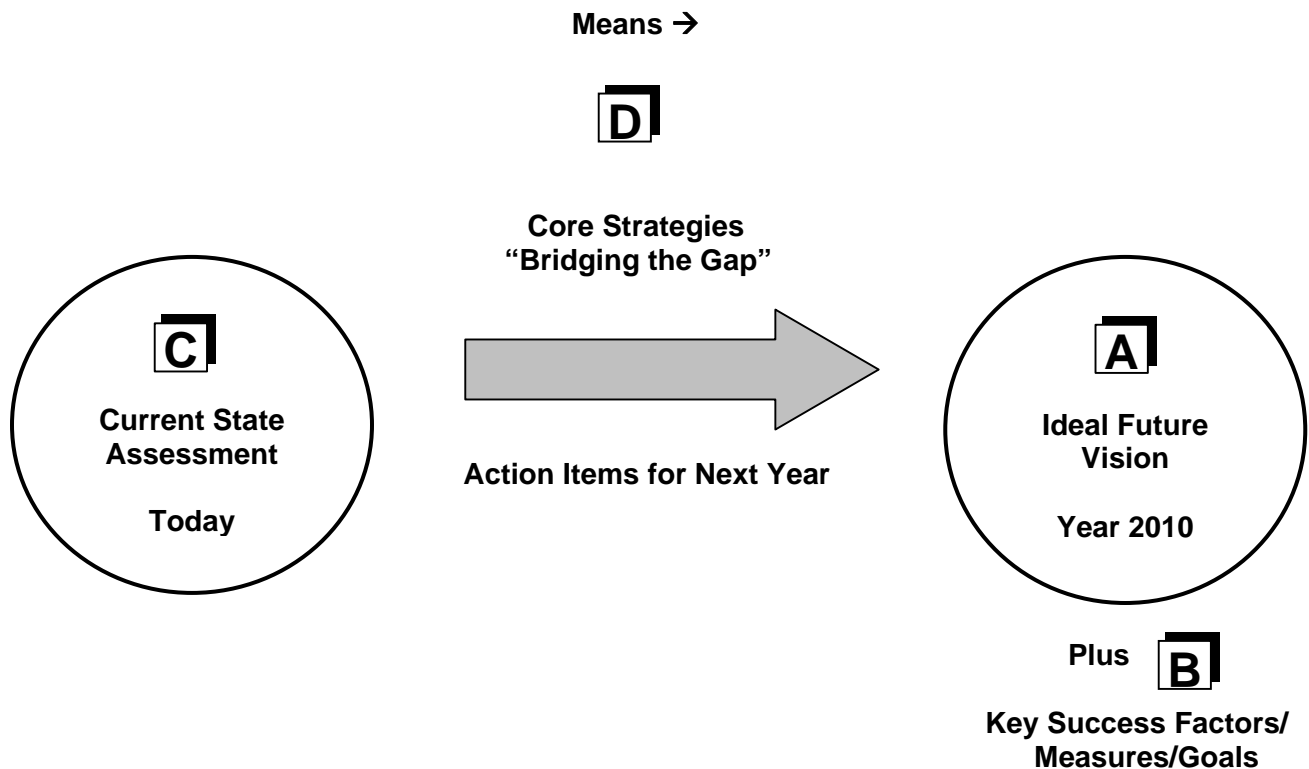 Means →
D
Core Strategies
“Bridging the Gap”
C
Current State
Assessment
Today
Action Items for Next Year
A
Ideal Future
Vision
Year 2010
Plus B
Key Success Factors/
Measures/Goals